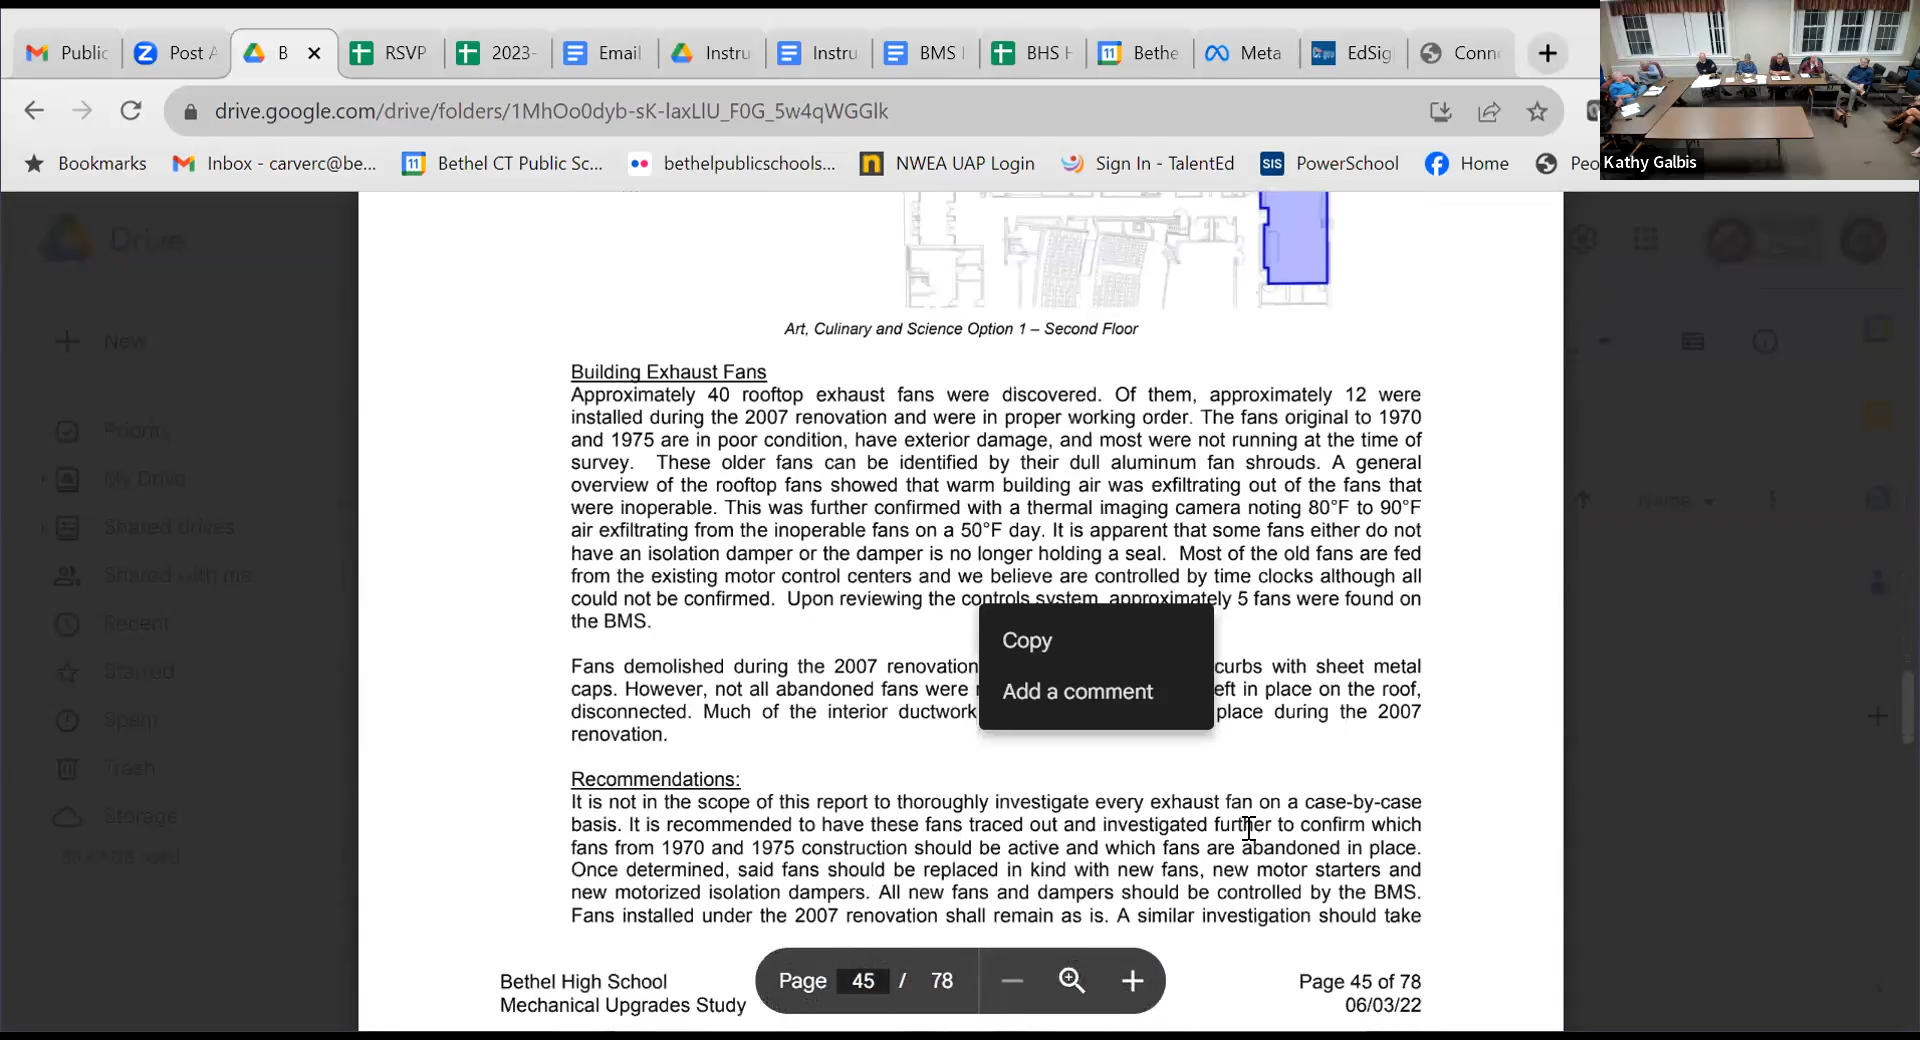 Public
Post A
B
RSVP
2023-
Email
Instru
Instru
BMS
BHS H
Bethe
Meta
EdSig
Conn
drive.google.com/drive/folders/1MhOo0dyb-sK-laxLlU_F0G_5w4qWGGlk
Bookmarks
Inbox - carverc@be...
Bethel CT Public Sc...
bethelpublicschools...
NWEA UAP Login
Sign In - TalentEd
SIS PowerSchool
Home
Peo
Kathy Galbis
Drive
New
Priority
My Drive
Shared drives
Shared with me
Recent
Starred
Spam
Trash
Storage
Name
Art, Culinary and Science Option 1 – Second Floor
Building Exhaust Fans
Approximately 40 rooftop exhaust fans were discovered. Of them, approximately 12 were
installed during the 2007 renovation and were in proper working order. The fans original to 1970
and 1975 are in poor condition, have exterior damage, and most were not running at the time of
survey. These older fans can be identified by their dull aluminum fan shrouds. A general
overview of the rooftop fans showed that warm building air was exfiltrating out of the fans that
were inoperable. This was further confirmed with a thermal imaging camera noting 80°F to 90°F
air exfiltrating from the inoperable fans on a 50°F day. It is apparent that some fans either do not
have an isolation damper or the damper is no longer holding a seal. Most of the old fans are fed
from the existing motor control centers and we believe are controlled by time clocks although all
could not be confirmed. Upon reviewing the controls system, approximately 5 fans were found on
the BMS.
Copy
Add a comment
Fans demolished during the 2007 renovation curbs with sheet metal
caps. However, not all abandoned fans were eft in place on the roof,
disconnected. Much of the interior ductwork place during the 2007
renovation.
Recommendations:
It is not in the scope of this report to thoroughly investigate every exhaust fan on a case-by-case
basis. It is recommended to have these fans traced out and investigated further to confirm which
fans from 1970 and 1975 construction should be active and which fans are abandoned in place.
Once determined, said fans should be replaced in kind with new fans, new motor starters and
new motorized isolation dampers. All new fans and dampers should be controlled by the BMS.
Fans installed under the 2007 renovation shall remain as is. A similar investigation should take
Page 45 / 78
Bethel High School
Mechanical Upgrades Study
Page 45 of 78
06/03/22